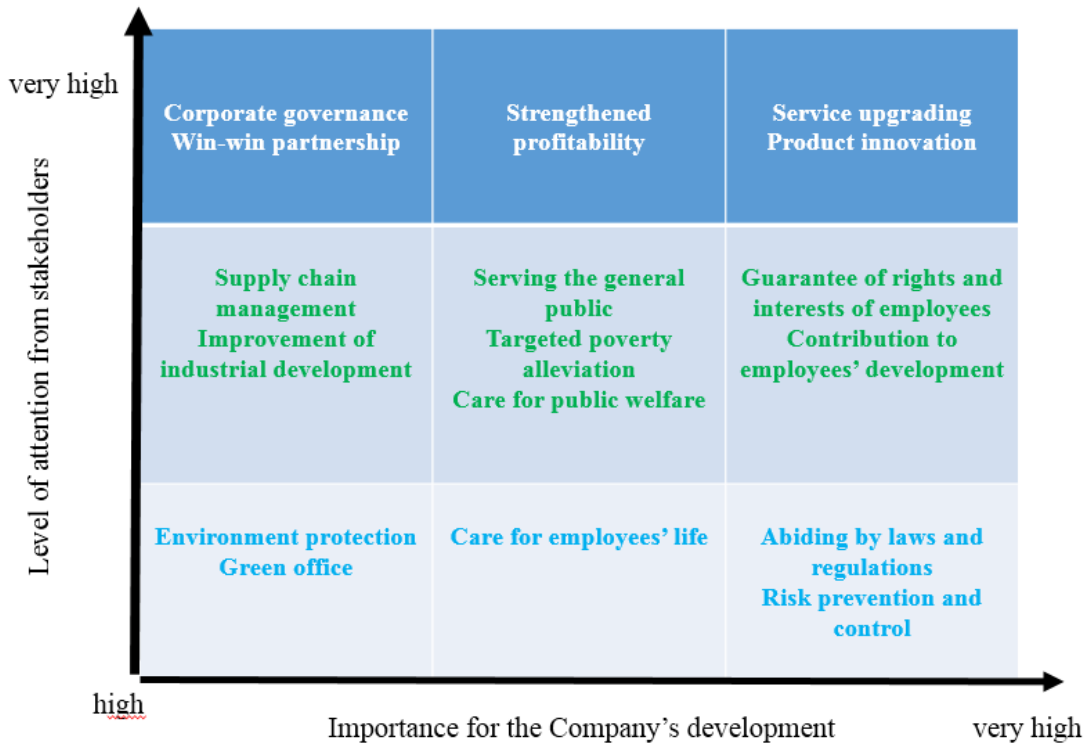 very high
Level of attention from stakeholders
Corporate governance
Win-win partnership
Strengthened
profitability
Service upgrading
Product innovation
Supply chain
management
Improvement of
industrial development
Serving the general
public
Targeted poverty
alleviation
Care for public welfare
Guarantee of rights and
interests of employees
Contribution to
employees’ development
Environment protection
Green office
Care for employees’ life
Abiding by laws and
regulations
Risk prevention and
control
high
Importance for the Company’s development
very high